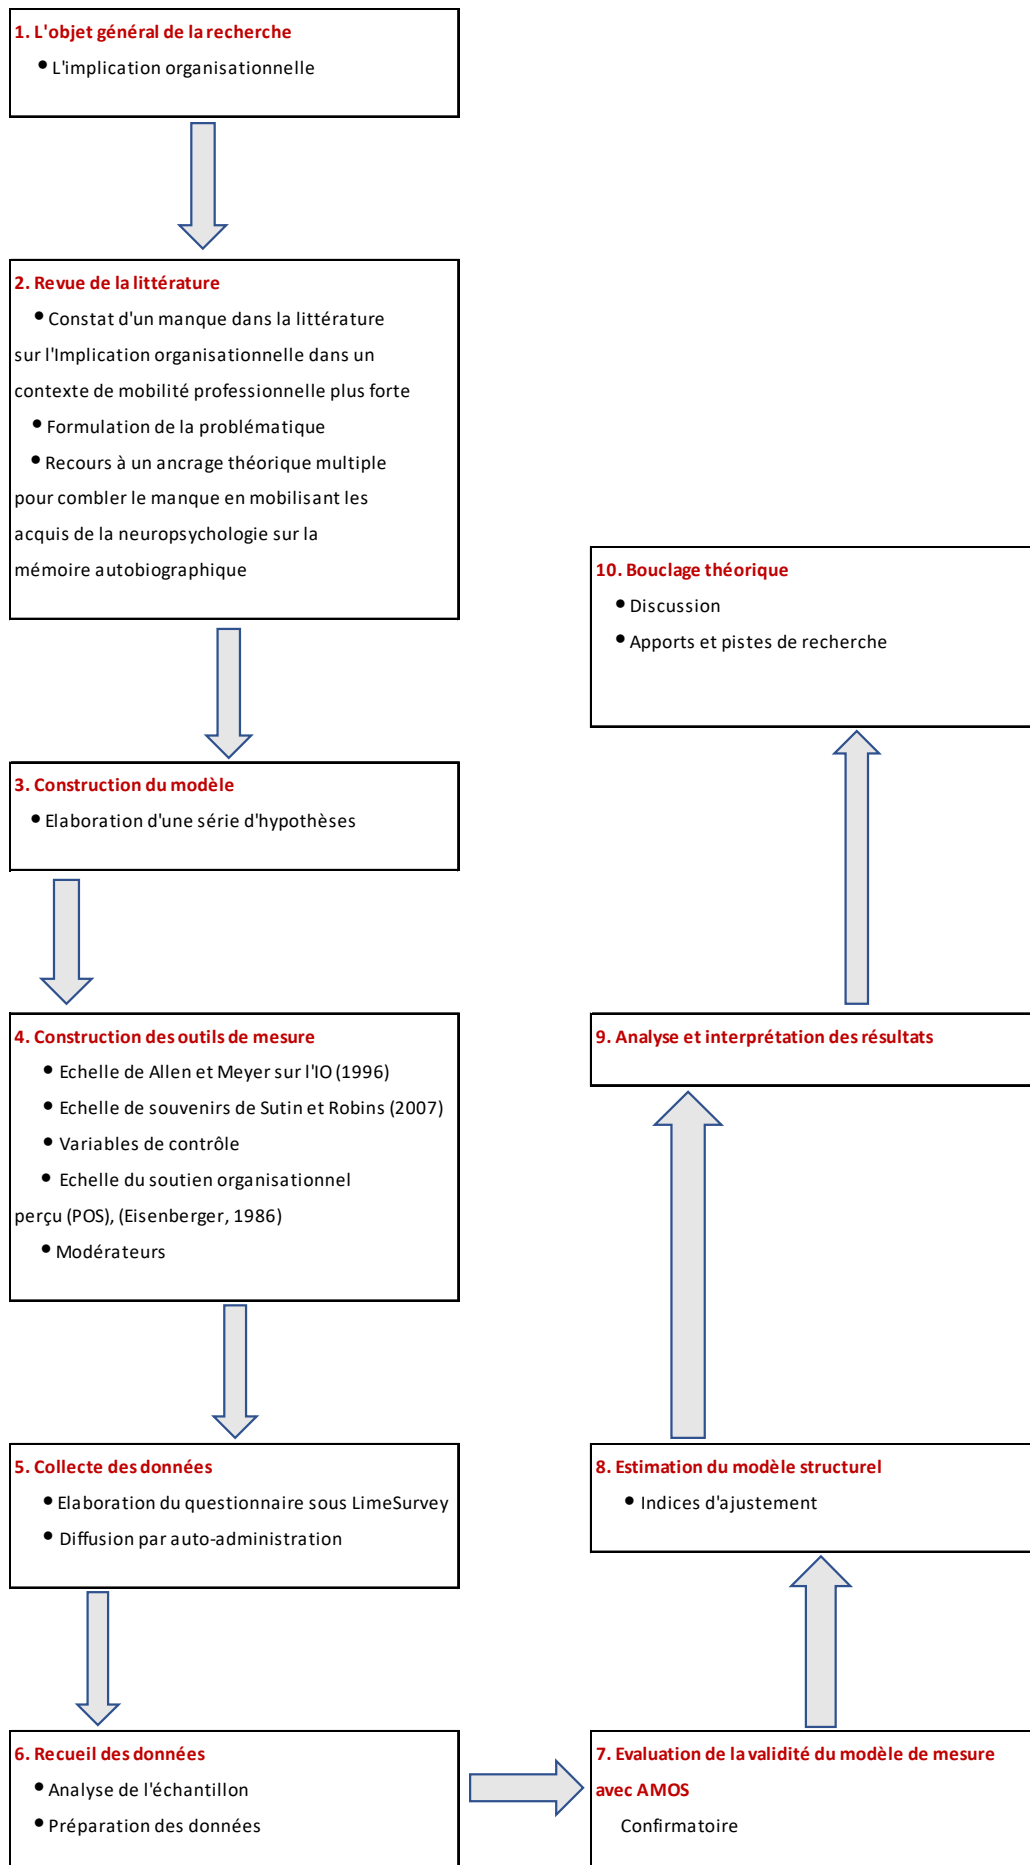 1. L'objet général de la recherche
• L'implication organisationnelle
2. Revue de la littérature
• Constat d'un manque dans la littérature
sur l'Implication organisationnelle dans un
contexte de mobilité professionnelle plus forte
• Formulation de la problématique
• Recours à un ancrage théorique multiple
pour combler le manque en mobilisant les
acquis de la neuropsychologie sur la
mémoire autobiographique
3. Construction du modèle
• Elaboration d'une série d'hypothèses
4. Construction des outils de mesure
• Echelle de Allen et Meyer sur l'IO (1996)
• Echelle de souvenirs de Sutin et Robins (2007)
• Variables de contrôle
• Echelle du soutien organisationnel
perçu (POS), (Eisenberger, 1986)
• Modérateurs
5. Collecte des données
• Elaboration du questionnaire sous LimeSurvey
• Diffusion par auto-administration
6. Recueil des données
• Analyse de l'échantillon
• Préparation des données
7. Evaluation de la validité du modèle de mesure
avec AMOS
Confirmatoire
8. Estimation du modèle structurel
• Indices d'ajustement
9. Analyse et interprétation des résultats
10. Bouclage théorique
• Discussion
• Apports et pistes de recherche